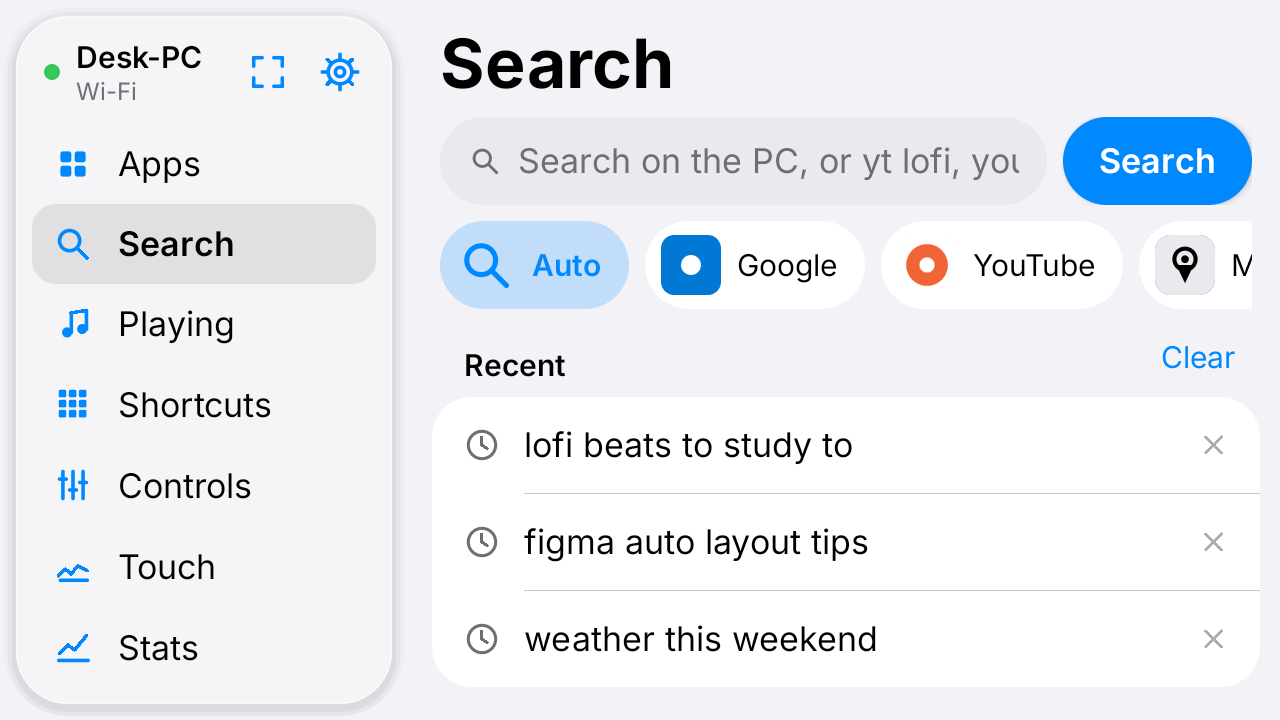 Desk-PC
Wi-Fi
Apps
Search
Playing
Shortcuts
Controls
Touch
Stats
Search
Search on the PC, or yt lofi, you
Search
Auto
Google
YouTube
M
Recent
Clear
lofi beats to study to
figma auto layout tips
weather this weekend